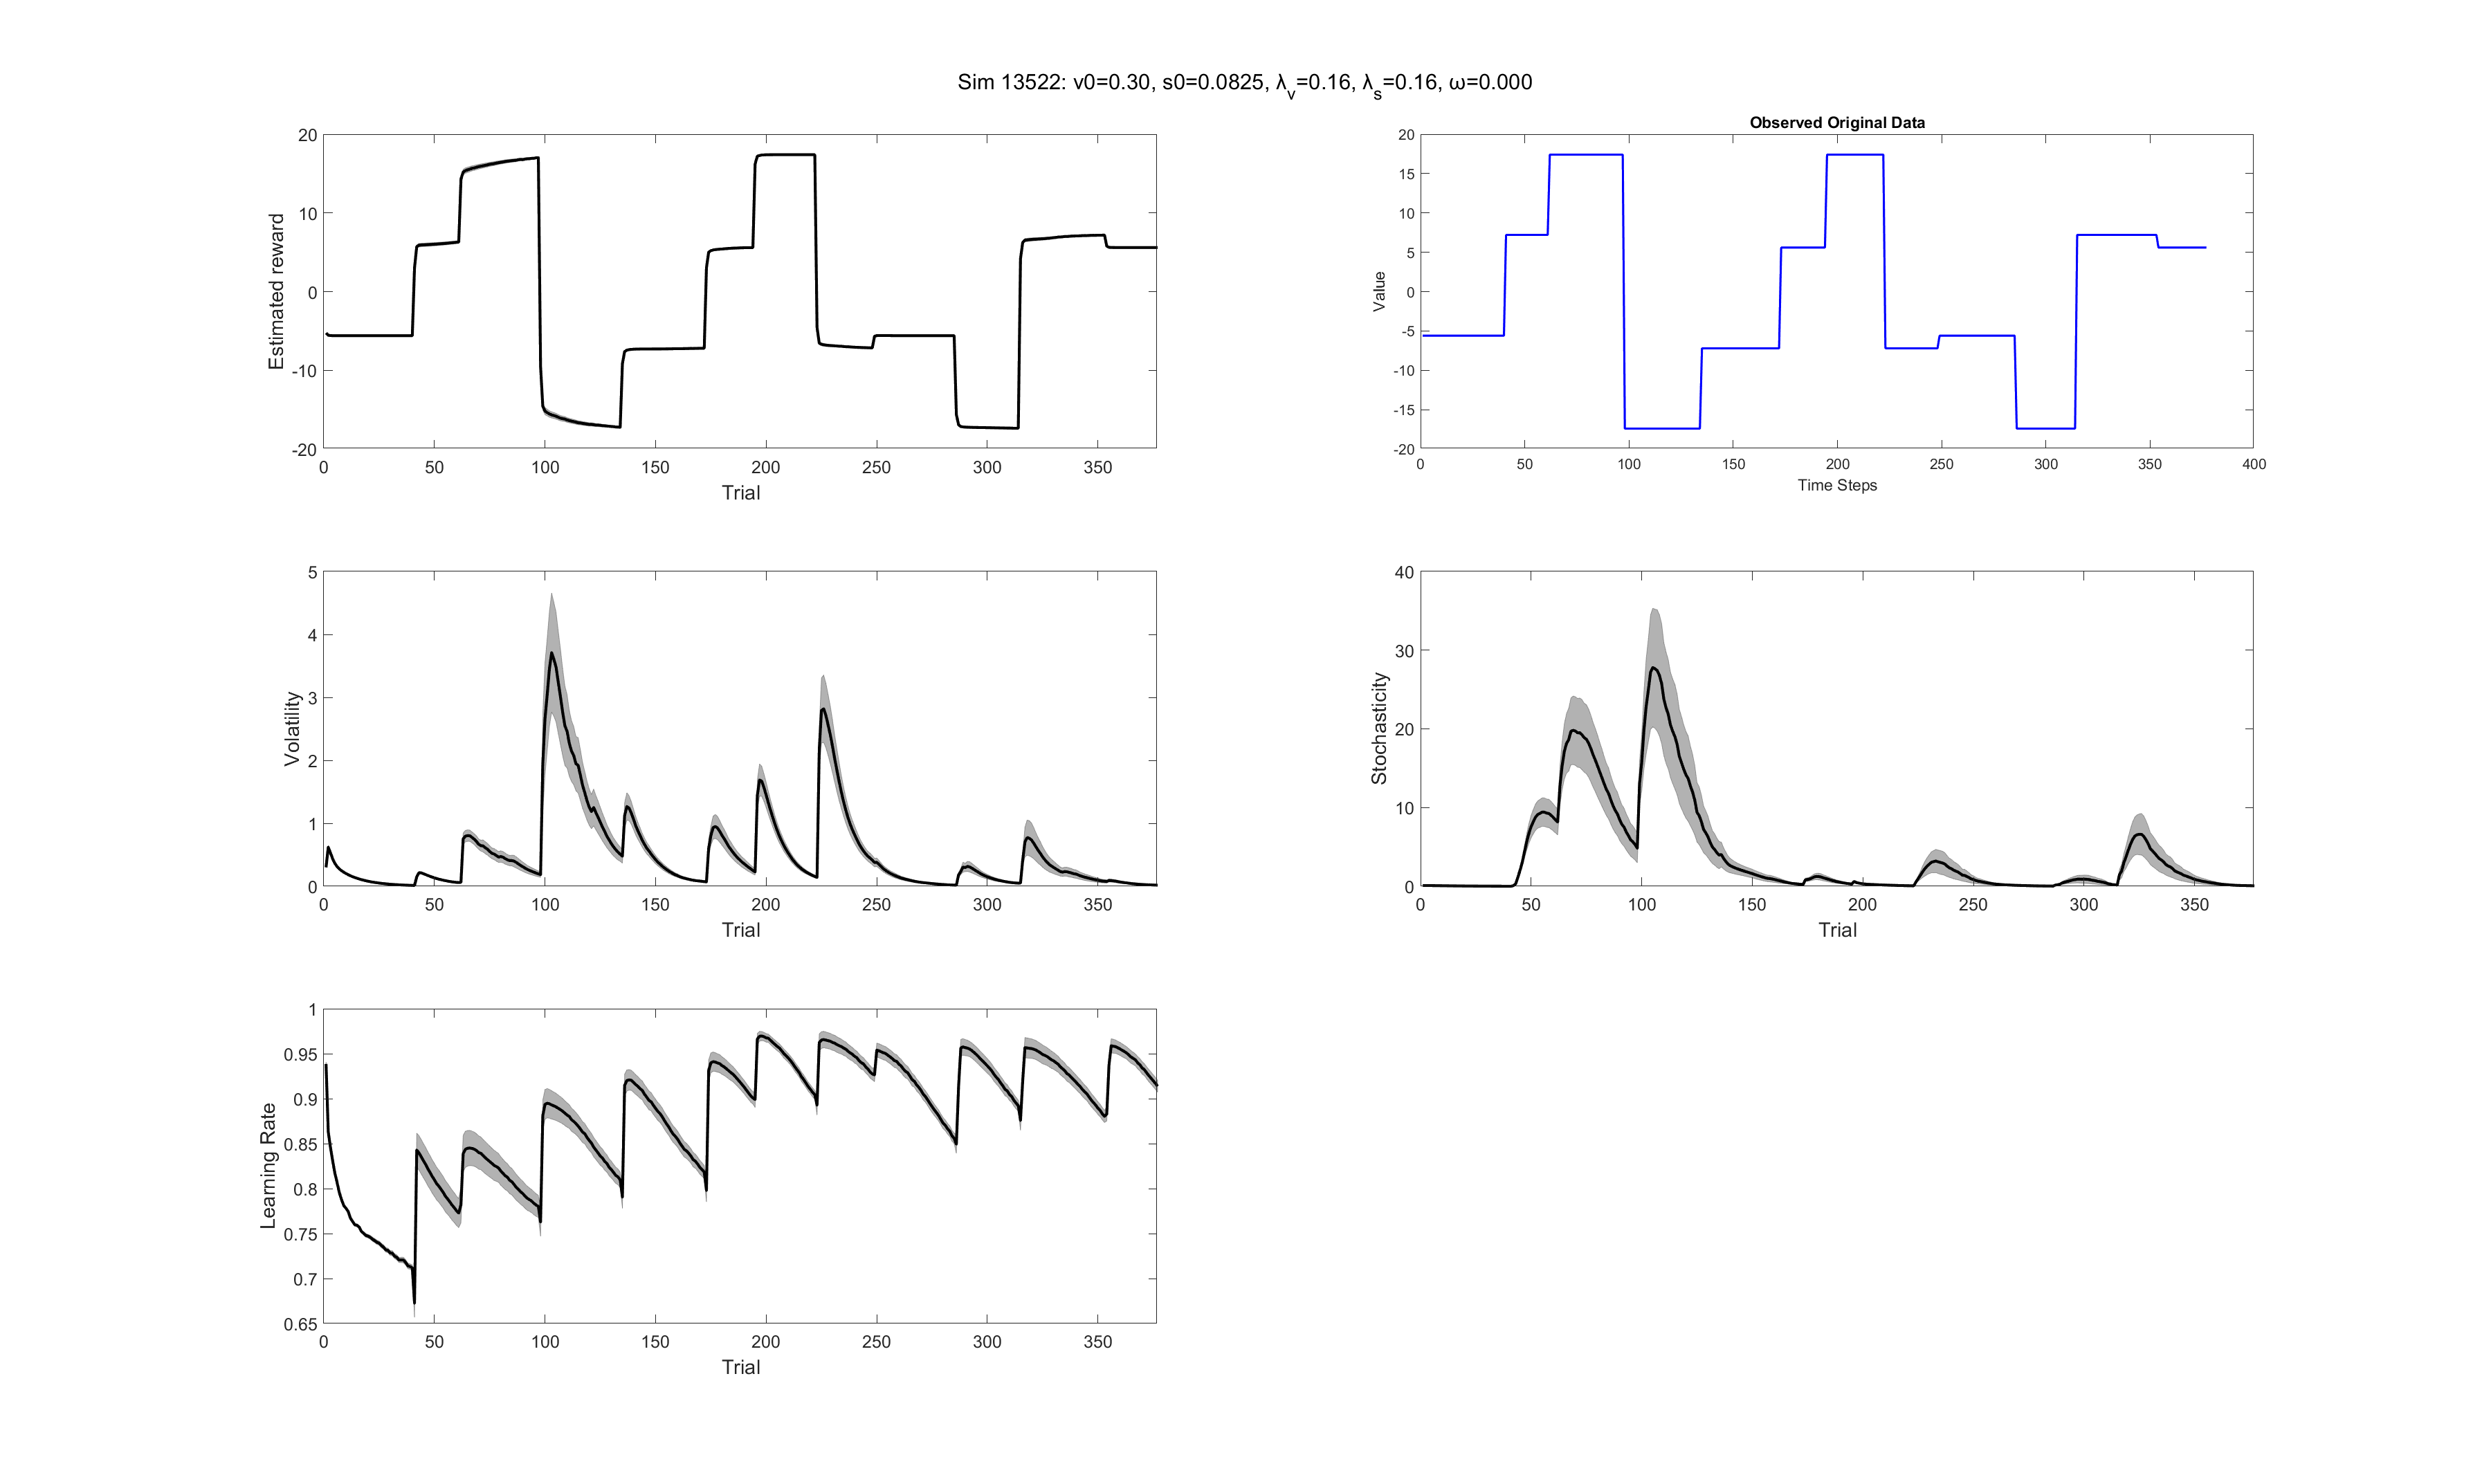 Sim 13522: v0=0.30, s0=0.0825, λv=0.16, λs=0.16, ω=0.000
Estimated reward
20
10
0
-10
-20
0 50 100 150 200 250 300 350
Trial
Observed Original Data
Value
20
15
10
5
0
-5
-10
-15
-20
0 50 100 150 200 250 300 350 400
Time Steps
Volatility
5
4
3
2
1
0
0 50 100 150 200 250 300 350
Trial
Stochasticity
40
30
20
10
0
0 50 100 150 200 250 300 350
Trial
Learning Rate
1
0.95
0.9
0.85
0.8
0.75
0.7
0.65
0 50 100 150 200 250 300 350
Trial